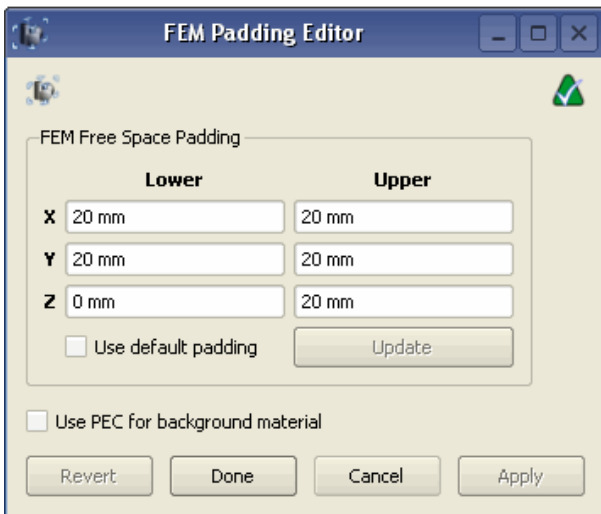 FEM Padding Editor
FEM Free Space Padding
Lower Upper
X 20 mm 20 mm
Y 20 mm 20 mm
Z 0 mm 20 mm
Use default padding Update
Use PEC for background material
Revert Done Cancel Apply